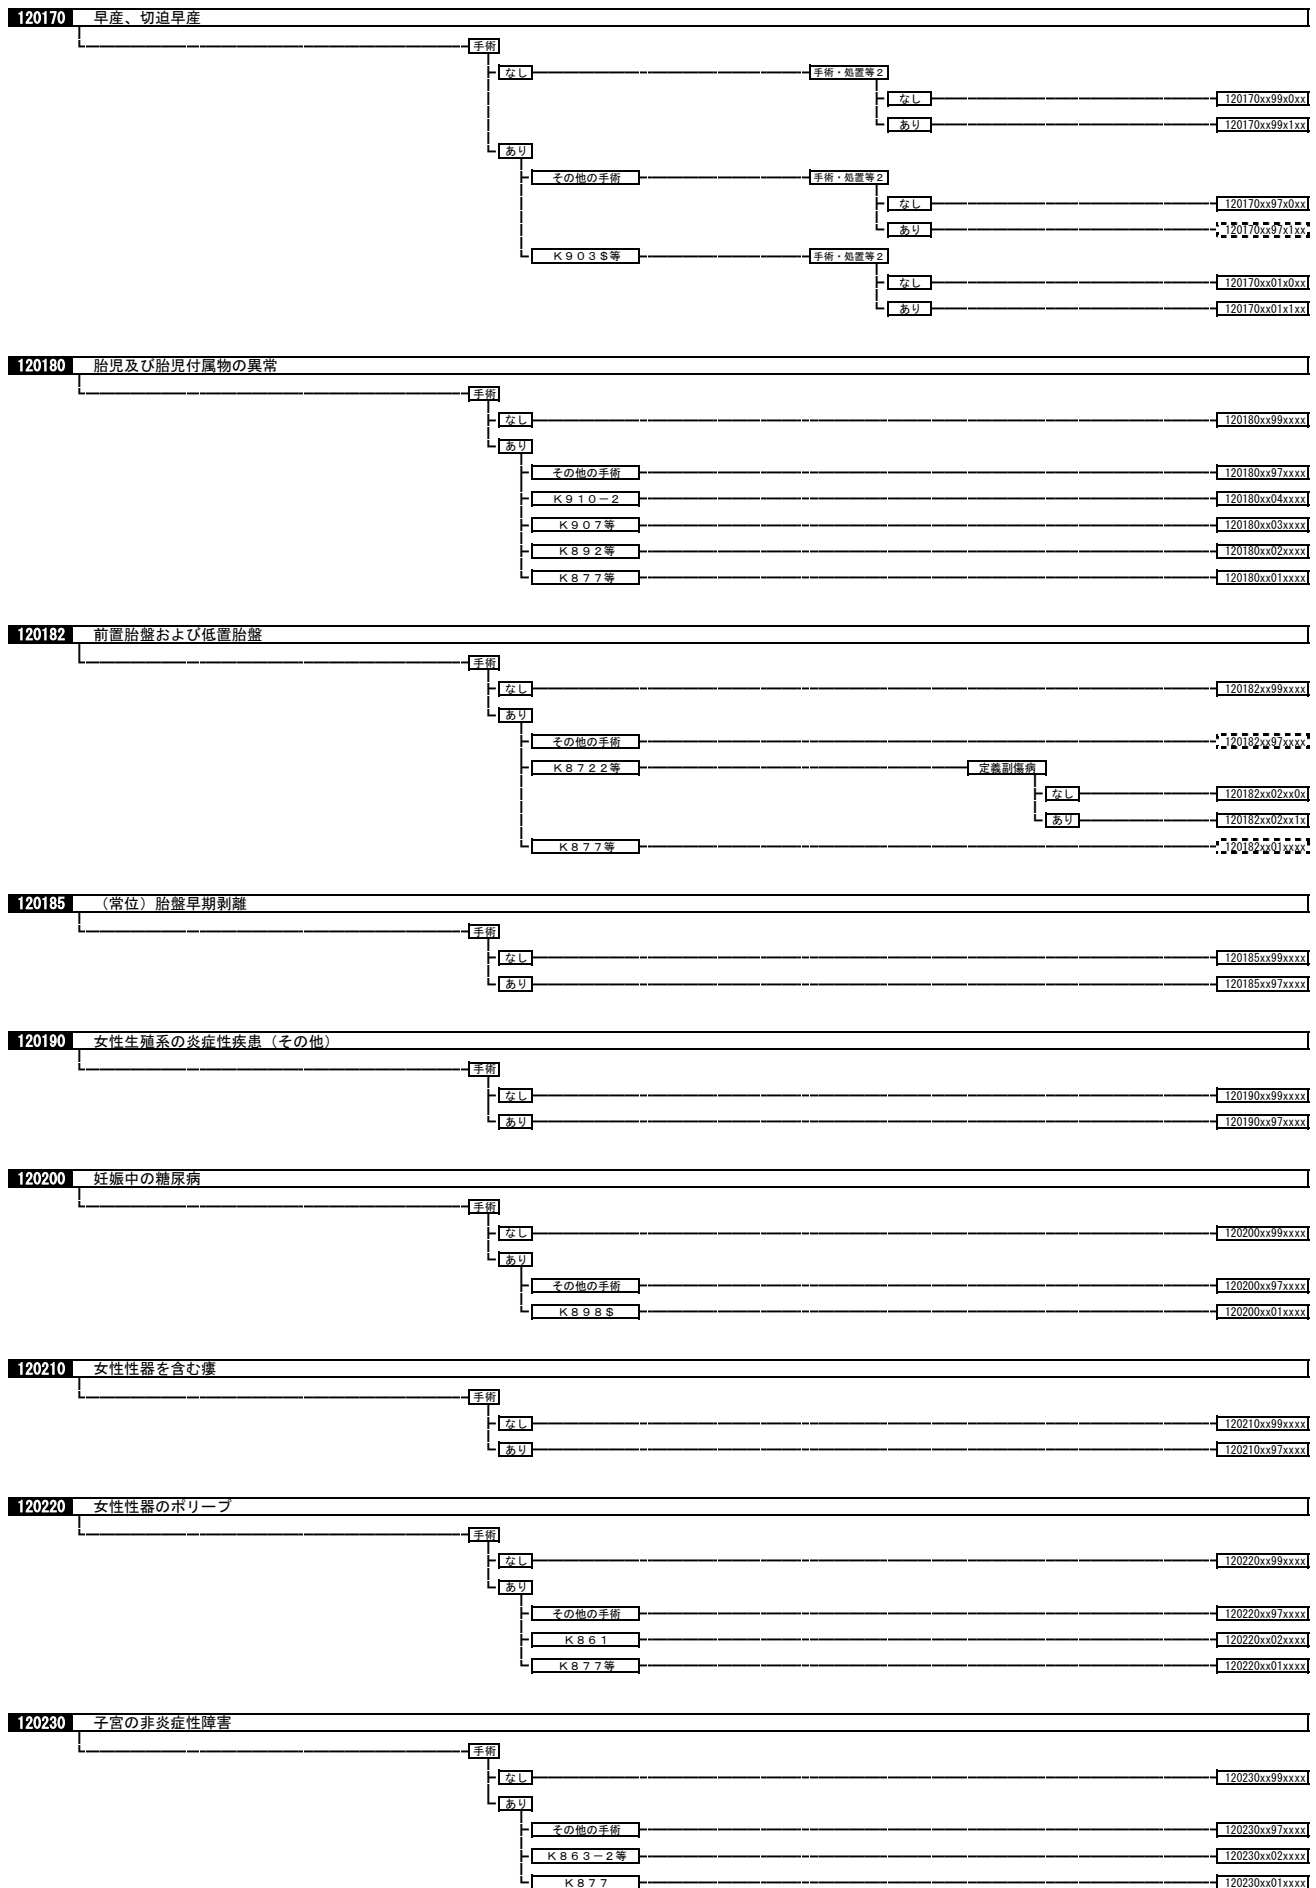 120170 早産、切迫早産
手術
なし 手術・処置等2
なし 120170xx99x0xx
あり 120170xx99x1xx
あり
その他の手術 手術・処置等2
なし 120170xx97x0xx
あり 120170xx97x1xx
K903$等 手術・処置等2
なし 120170xx01x0xx
あり 120170xx01x1xx
120180 胎児及び胎児付属物の異常
手術
なし 120180xx99xxxx
あり
その他の手術 120180xx97xxxx
K910-2 120180xx04xxxx
K907等 120180xx03xxxx
K892等 120180xx02xxxx
K877等 120180xx01xxxx
120182 前置胎盤および低置胎盤
手術
なし 120182xx99xxxx
あり
その他の手術 120182xx97xxxx
K8722等 定義副傷病
なし 120182xx02xx0x
あり 120182xx02xx1x
K877等 120182xx01xxxx
120185 (常位)胎盤早期剥離
手術
なし 120185xx99xxxx
あり 120185xx97xxxx
120190 女性生殖系の炎症性疾患(その他)
手術
なし 120190xx99xxxx
あり 120190xx97xxxx
120200 妊娠中の糖尿病
手術
なし 120200xx99xxxx
あり
その他の手術 120200xx97xxxx
K898$ 120200xx01xxxx
120210 女性性器を含む瘻
手術
なし 120210xx99xxxx
あり 120210xx97xxxx
120220 女性性器のポリープ
手術
なし 120220xx99xxxx
あり
その他の手術 120220xx97xxxx
K861 120220xx02xxxx
K877等 120220xx01xxxx
120230 子宮の非炎症性障害
手術
なし 120230xx99xxxx
あり
その他の手術 120230xx97xxxx
K863-2等 120230xx02xxxx
K877 120230xx01xxxx